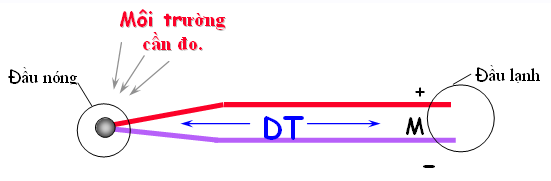 Môi trường
cần đo.
Đầu nóng
+
Đầu lạnh
DT
M
-